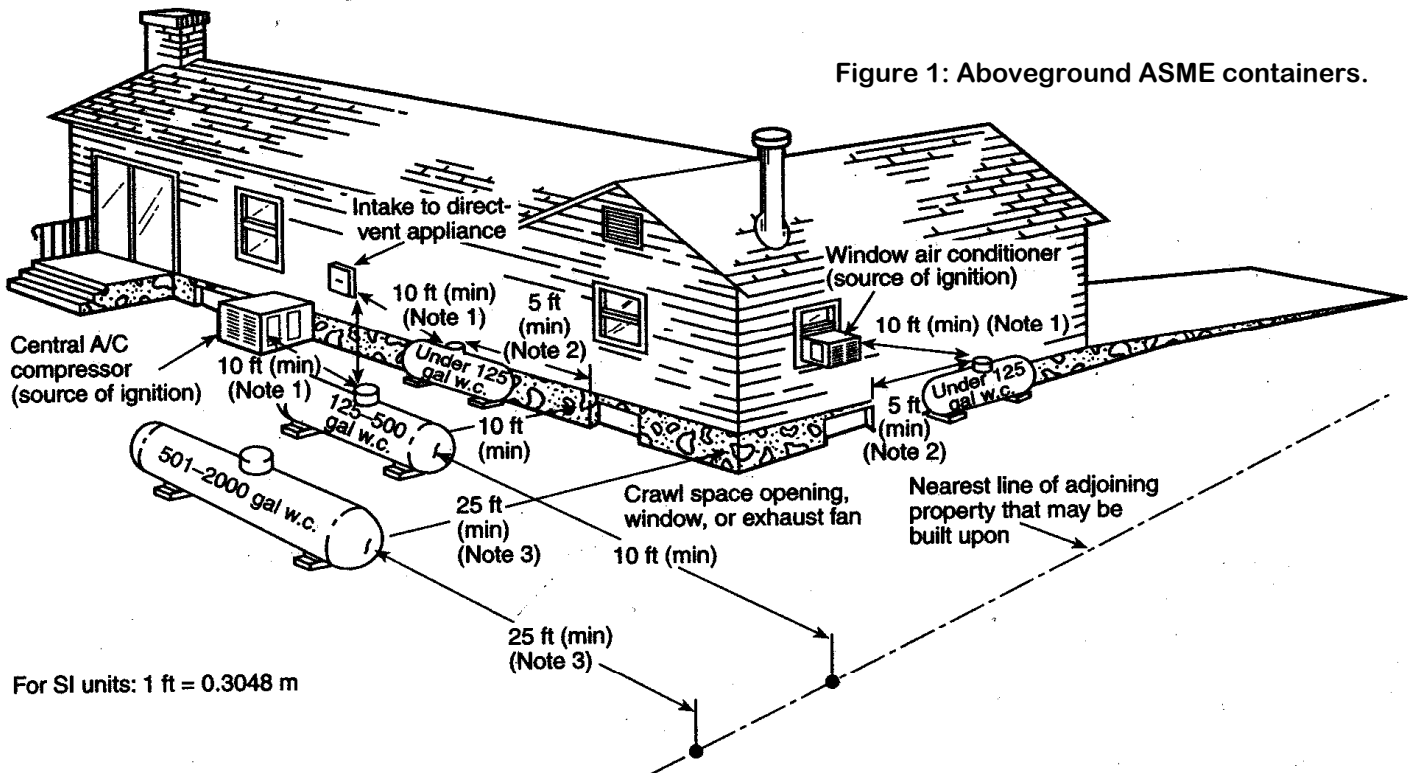 Figure 1: Aboveground ASME containers.
Intake to direct-
vent appliance
Window air conditioner
(source of ignition)
10 ft (min)
(Note 1)
5 ft
(min)
(Note 2)
10 ft (min) (Note 1)
Central A/C
compressor
(source of ignition)
10 ft (min)
(Note 1)
Under 125
gal w.c.
Under 125
gal w.c.
125–500
gal w.c.
10 ft
(min)
5 ft
(min)
(Note 2)
501–2000 gal w.c.
25 ft
(min)
(Note 3)
Crawl space opening,
window, or exhaust fan
Nearest line of adjoining
property that may be
built upon
10 ft (min)
25 ft (min)
(Note 3)
For SI units: 1 ft = 0.3048 m